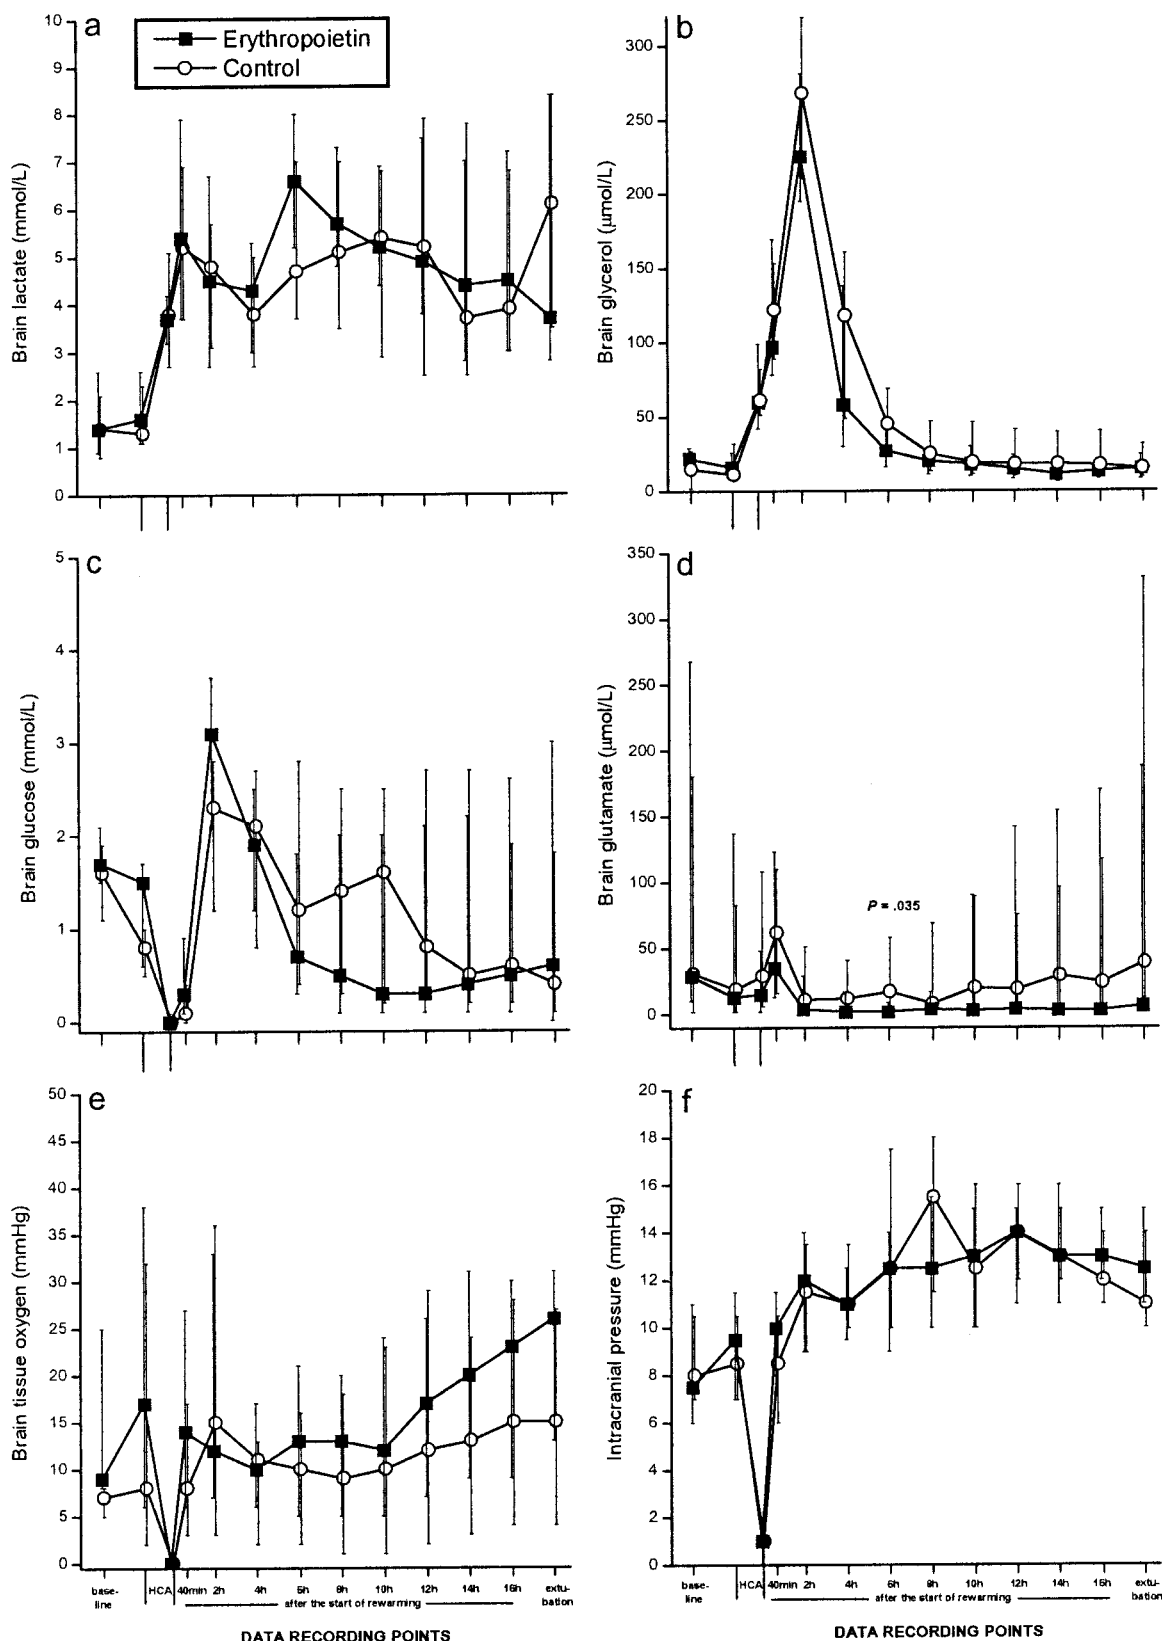 a
Erythropoietin
Control
10
9
8
7
6
5
4
3
2
1
0
Brain lactate (mmol/L)
b
300
250
200
150
100
50
0
Brain glycerol (μmol/L)
c
5
4
3
2
1
0
Brain glucose (mmol/L)
d
350
300
250
200
150
100
50
0
Brain glutamate (μmol/L)
P = .035
e
50
45
40
35
30
25
20
15
10
5
0
Brain tissue oxygen (mmHg)
base-
line
HCA 40min 2h 4h 6h 8h 10h 12h 14h 16h extu-
bation
after the start of rewarming
DATA RECORDING POINTS
f
20
18
16
14
12
10
8
6
4
2
0
Intracranial pressure (mmHg)
base-
line
HCA 40min 2h 4h 6h 8h 10h 12h 14h 16h extu-
bation
after the start of rewarming
DATA RECORDING POINTS